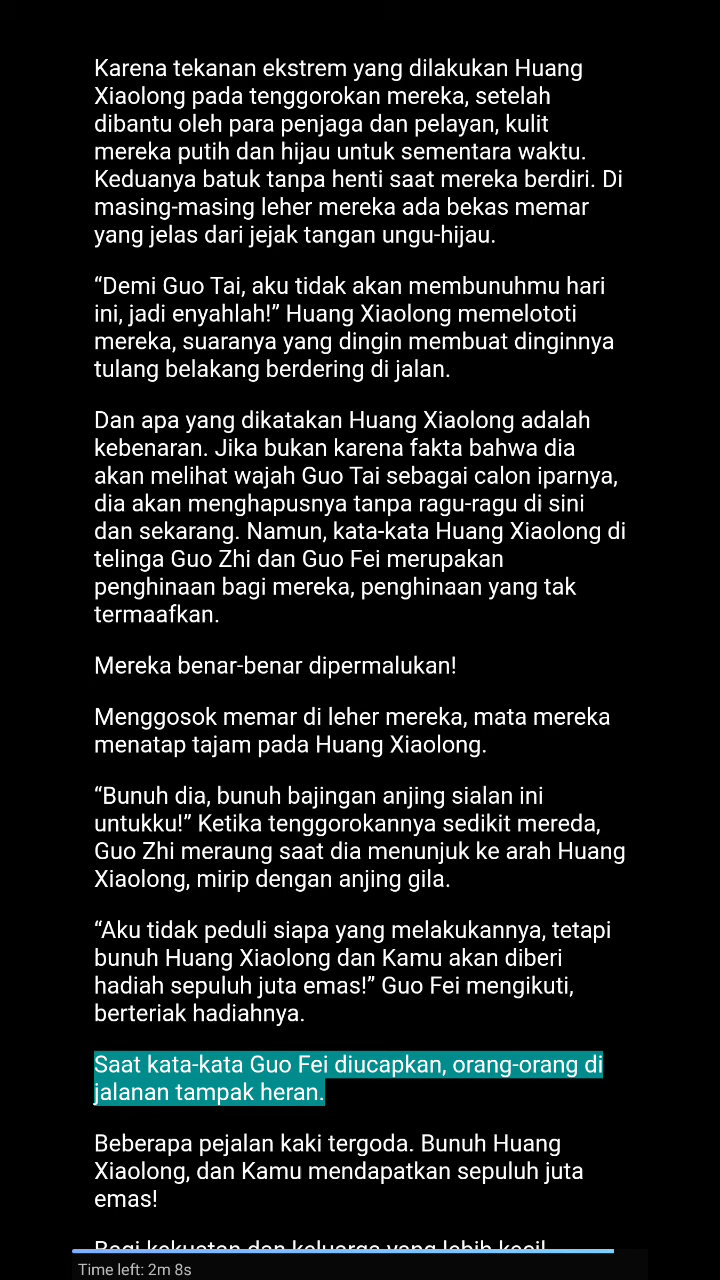 Karena tekanan ekstrem yang dilakukan Huang
Xiaolong pada tenggorokan mereka, setelah
dibantu oleh para penjaga dan pelayan, kulit
mereka putih dan hijau untuk sementara waktu.
Keduanya batuk tanpa henti saat mereka berdiri. Di
masing-masing leher mereka ada bekas memar
yang jelas dari jejak tangan ungu-hijau.
“Demi Guo Tai, aku tidak akan membunuhmu hari
ini, jadi enyahlah!” Huang Xiaolong memelototi
mereka, suaranya yang dingin membuat dinginnya
tulang belakang berdering di jalan.
Dan apa yang dikatakan Huang Xiaolong adalah
kebenaran. Jika bukan karena fakta bahwa dia
akan melihat wajah Guo Tai sebagai calon iparnya,
dia akan menghapusnya tanpa ragu-ragu di sini
dan sekarang. Namun, kata-kata Huang Xiaolong di
telinga Guo Zhi dan Guo Fei merupakan
penghinaan bagi mereka, penghinaan yang tak
termaafkan.
Mereka benar-benar dipermalukan!
Menggosok memar di leher mereka, mata mereka
menatap tajam pada Huang Xiaolong.
“Bunuh dia, bunuh bajingan anjing sialan ini
untukku!” Ketika tenggorokannya sedikit mereda,
Guo Zhi meraung saat dia menunjuk ke arah Huang
Xiaolong, mirip dengan anjing gila.
“Aku tidak peduli siapa yang melakukannya, tetapi
bunuh Huang Xiaolong dan Kamu akan diberi
hadiah sepuluh juta emas!” Guo Fei mengikuti,
berteriak hadiahnya.
Saat kata-kata Guo Fei diucapkan, orang-orang di
jalanan tampak heran.
Beberapa pejalan kaki tergoda. Bunuh Huang
Xiaolong, dan Kamu mendapatkan sepuluh juta
emas!
Bagi kekuatan dan keluarga yang lebih kecil
Time left: 2m 8s